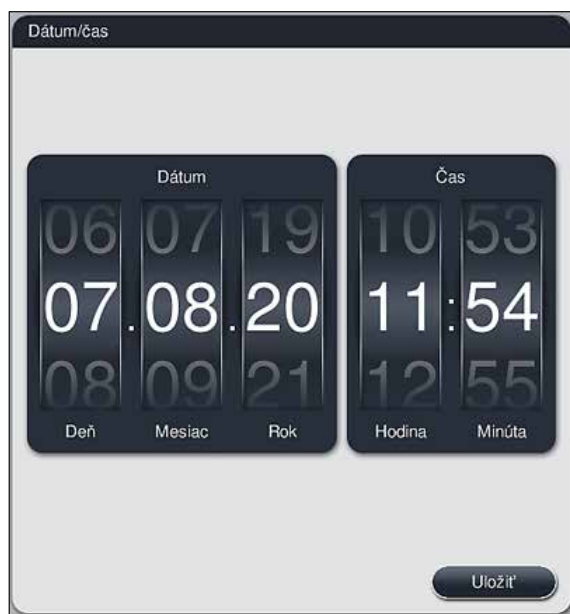 Dátum/čas
Dátum
Čas
06 07 19 10 53
07.08.20 11:54
08 09 21 12 55
Deň Mesiac Rok Hodina Minúta
Uložiť